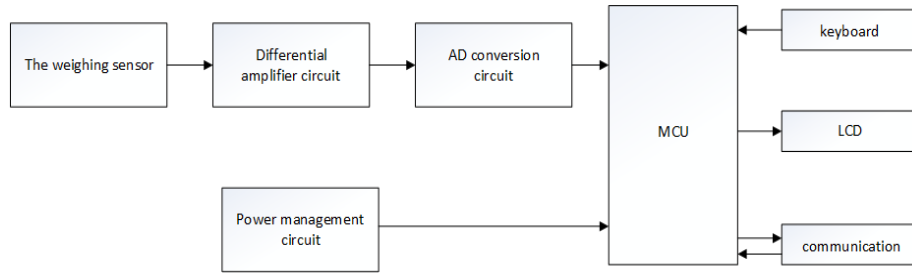 The weighing sensor
Differential
amplifier circuit
AD conversion
circuit
MCU
keyboard
LCD
Power management
circuit
communication